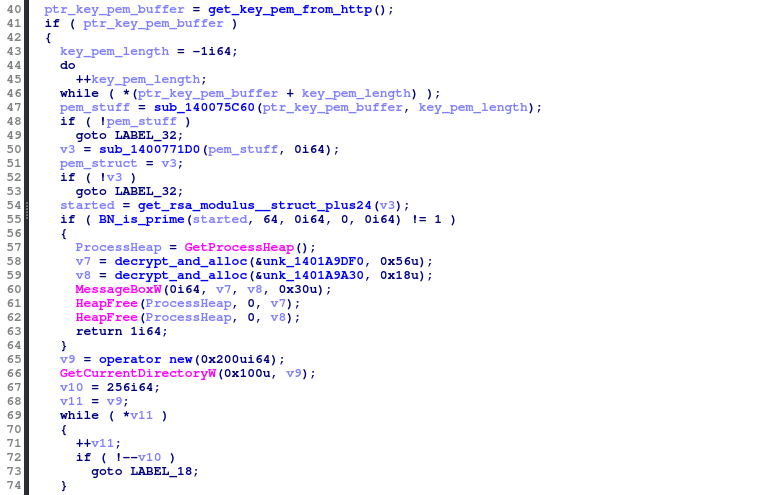 40 ptr_key_pem_buffer = get_key_pem_from_http();
41 if ( ptr_key_pem_buffer )
42 {
43 key_pem_length = -1i64;
44 do
45 ++key_pem_length;
46 while ( *(ptr_key_pem_buffer + key_pem_length) );
47 pem_stuff = sub_140075C60(ptr_key_pem_buffer, key_pem_length);
48 if ( !pem_stuff )
49 goto LABEL_32;
50 v3 = sub_1400771D0(pem_stuff, 0i64);
51 pem_struct = v3;
52 if ( !v3 )
53 goto LABEL_32;
54 started = get_rsa_modulus__struct_plus24(v3);
55 if ( BN_is_prime(started, 64, 0i64, 0, 0i64) != 1 )
56 {
57 ProcessHeap = GetProcessHeap();
58 v7 = decrypt_and_alloc(&unk_1401A9DF0, 0x56u);
59 v8 = decrypt_and_alloc(&unk_1401A9A30, 0x18u);
60 MessageBoxW(0i64, v7, v8, 0x30u);
61 HeapFree(ProcessHeap, 0, v7);
62 HeapFree(ProcessHeap, 0, v8);
63 return 1i64;
64 }
65 v9 = operator new(0x200ui64);
66 GetCurrentDirectoryW(0x100u, v9);
67 v10 = 256i64;
68 v11 = v9;
69 while ( *v11 )
70 {
71 ++v11;
72 if ( !--v10 )
73 goto LABEL_18;
74 }